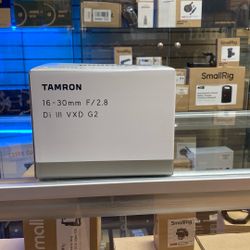 TAMRON
16-30mm F/2.8
Di III VXD G2
SmallRig
SmallRig
SmallRig